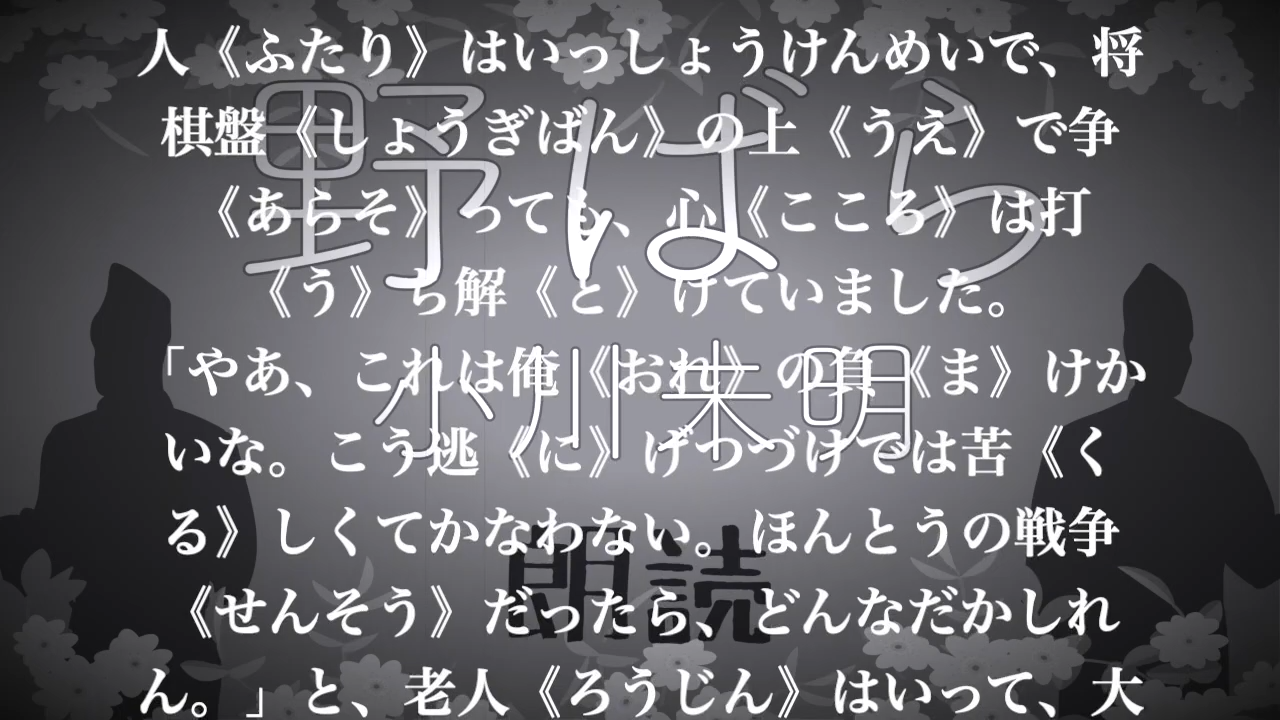 人《ふたり》はいっしょうけんめいで、将
棋盤《しょうぎばん》の上《うえ》で争
《あらそ》っても、心《こころ》は打
《う》ち解《と》けていました。
「やあ、これは俺《おれ》の負《ま》けか
いな。こう逃《に》げつづけでは苦《く
る》しくてかなわない。ほんとうの戦争
《せんそう》だったら、どんなだかしれ
ん。」と、老人《ろうじん》はいって、大
野ばら
小川未明
朗読